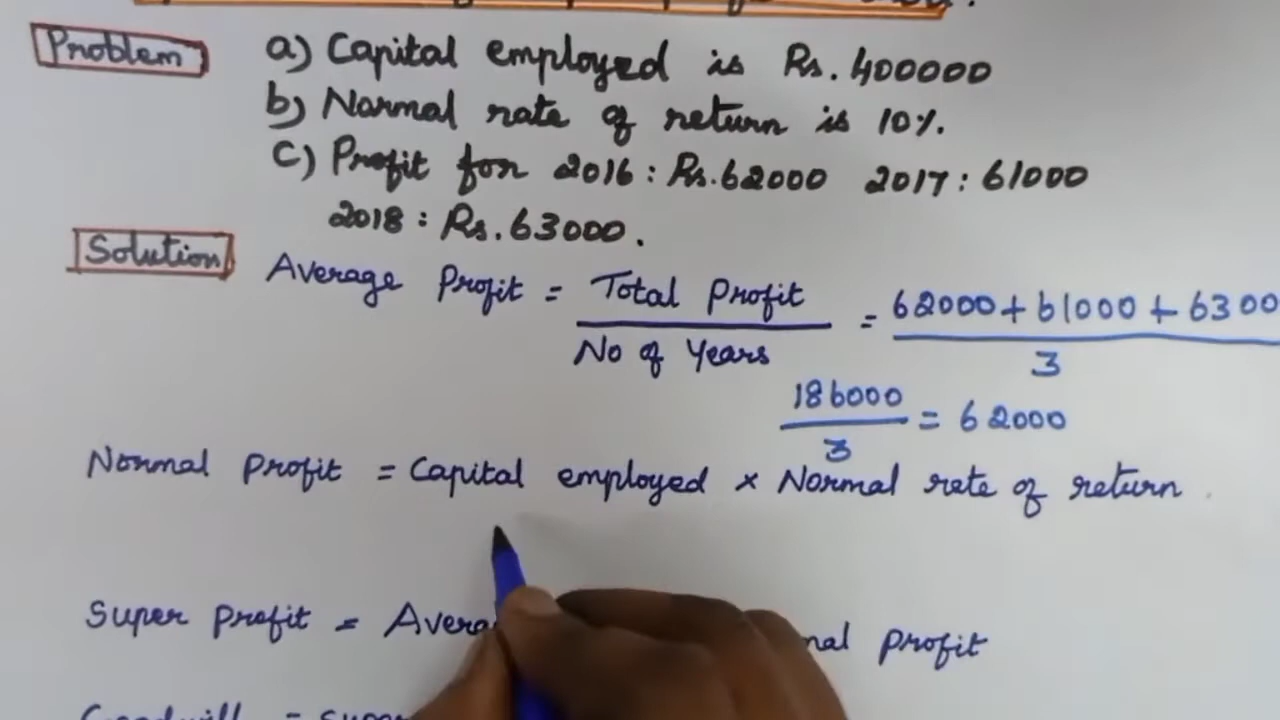 Problem
a) Capital employed is Rs. 400000
b) Normal rate of return is 10%.
c) Profit for 2016 : Rs. 62000 2017 : 61000
2018 : Rs. 63000.
Solution
Average Profit = Total Profit / No of Years = 62000 + 61000 + 6300 / 3
186000 / 3 = 62000
Normal Profit = Capital employed × Normal rate of return
Super Profit = Avera nal Profit